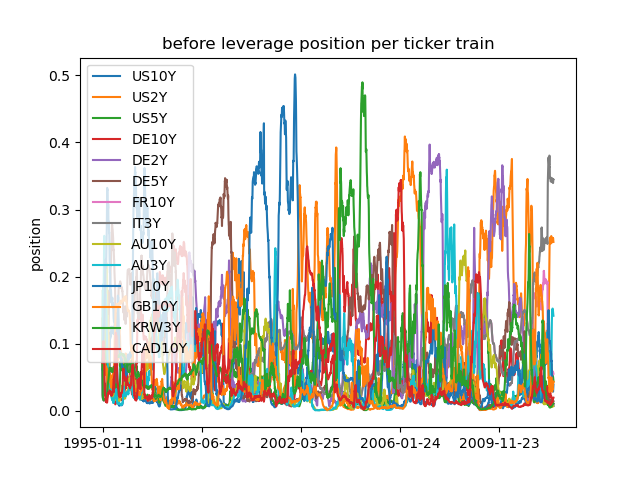 before leverage position per ticker train
position
0.5
0.4
0.3
0.2
0.1
0.0
US10Y
US2Y
US5Y
DE10Y
DE2Y
DE5Y
FR10Y
IT3Y
AU10Y
AU3Y
JP10Y
GB10Y
KRW3Y
CAD10Y
1995-01-11 1998-06-22 2002-03-25 2006-01-24 2009-11-23